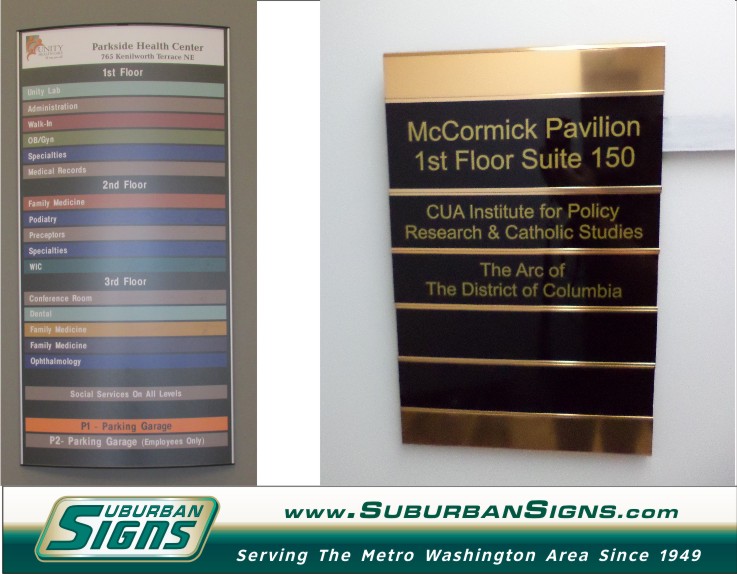 UNITY
Parkside Health Center
765 Kenilworth Terrace NE
1st Floor
Unity Lab
Administration
Walk-In
OB/Gyn
Specialties
Medical Records
2nd Floor
Family Medicine
Podiatry
Preceptors
Specialties
WIC
3rd Floor
Conference Room
Dental
Family Medicine
Family Medicine
Ophthalmology
Social Services On All Levels
P1 - Parking Garage
P2- Parking Garage (Employees Only)
McCormick Pavilion
1st Floor Suite 150
CUA Institute for Policy
Research & Catholic Studies
The Arc of
The District of Columbia
SUBURBAN
SIGNS
www.SUBURBANSIGNS.com
Serving The Metro Washington Area Since 1949